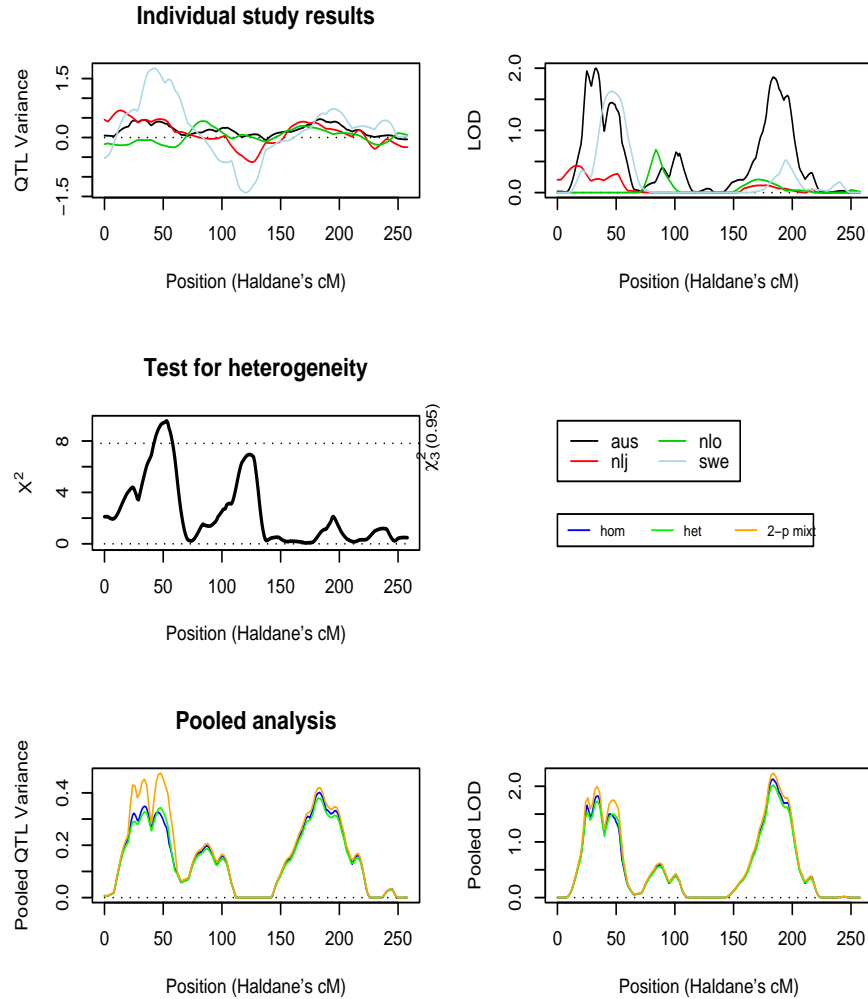 Individual study results
QTL Variance
−1.5
0.0
1.5
0 50 100 150 200 250
Position (Haldane's cM)
LOD
0.0
1.0
2.0
0 50 100 150 200 250
Position (Haldane's cM)
Test for heterogeneity
X²
0
4
8
χ²₃(0.95)
0 50 100 150 200 250
Position (Haldane's cM)
aus nlo
nlj swe
hom het 2−p mixt
Pooled analysis
Pooled QTL Variance
0.0
0.2
0.4
0 50 100 150 200 250
Position (Haldane's cM)
Pooled LOD
0.0
1.0
2.0
0 50 100 150 200 250
Position (Haldane's cM)